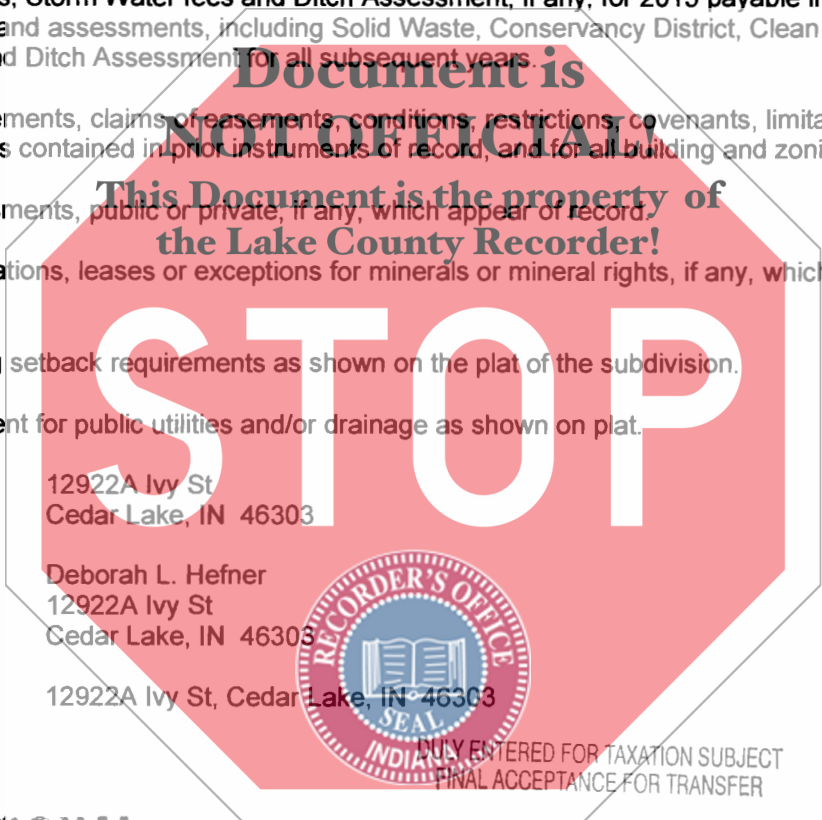 s, Storm Water fees and Ditch Assessment, if any, for 2015 payable in
and assessments, including Solid Waste, Conservancy District, Clean
d Ditch Assessment for all subsequent years.
Document is
ements, claims of easements, conditions, restrictions, covenants, limita
NOT OFFICIAL!
s contained in prior instruments of record, and for all building and zoni
This Document is the property of
ments, public or private, if any, which appear of record.
the Lake County Recorder!
ations, leases or exceptions for minerals or mineral rights, if any, which
STOP
setback requirements as shown on the plat of the subdivision.
ent for public utilities and/or drainage as shown on plat.
12922A Ivy St
Cedar Lake, IN 46303
Deborah L. Hefner
12922A Ivy St
Cedar Lake, IN 46303
12922A Ivy St, Cedar Lake, IN 46303
RECORDER'S OFFICE
SEAL
INDIANA
DULY ENTERED FOR TAXATION SUBJECT
FINAL ACCEPTANCE FOR TRANSFER